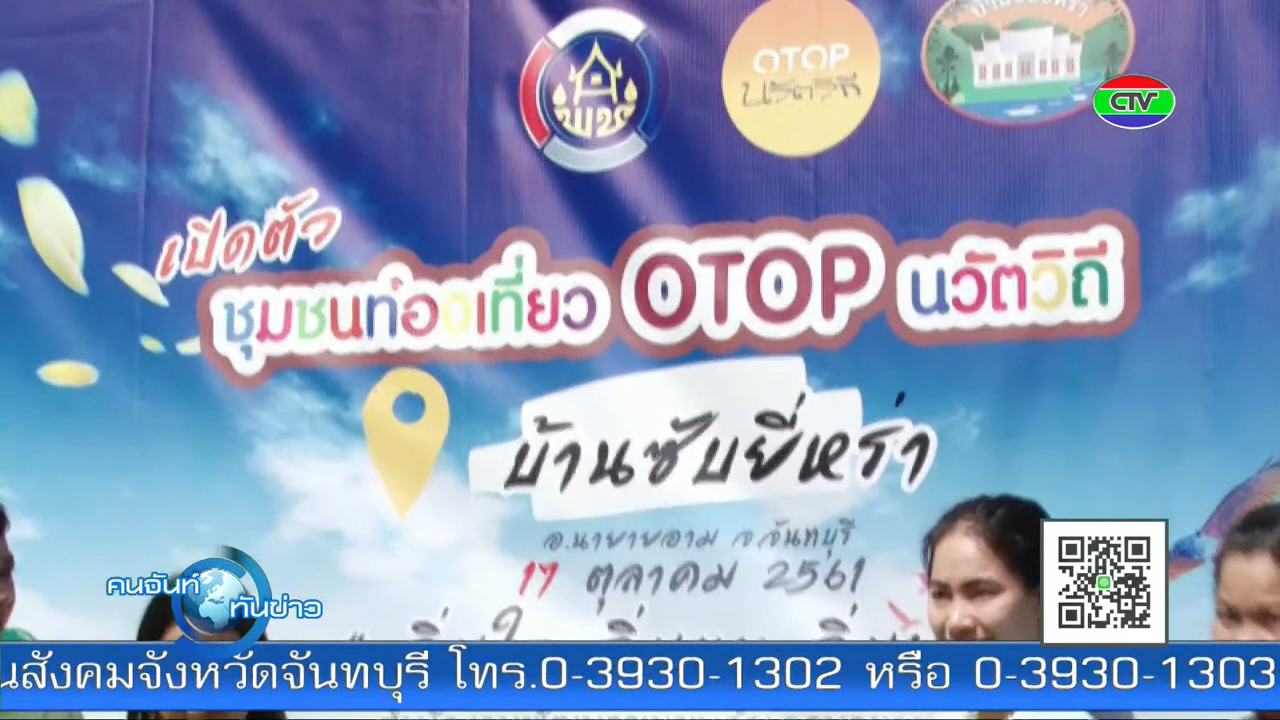 OTOP
นวัตวิถี
CTV
เปิดตัว
ชุมชนท่องเที่ยว OTOP นวัตวิถี
บ้านซับยี่หร่า
อ.นายายอาม จ.จันทบุรี
17 ตุลาคม 2561
คนจันท์
ทันข่าว
นสังคมจังหวัดจันทบุรี โทร.0-3930-1302 หรือ 0-3930-1303